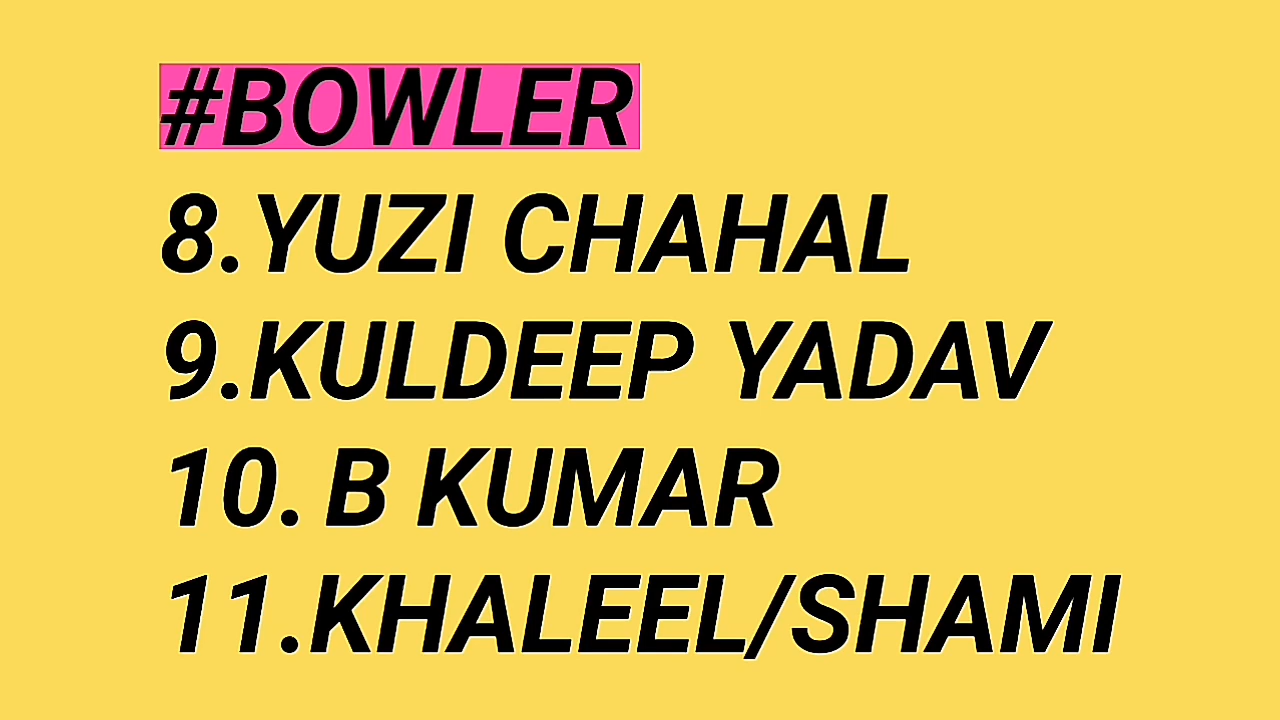 #BOWLER
8.YUZI CHAHAL
9.KULDEEP YADAV
10. B KUMAR
11.KHALEEL/SHAMI